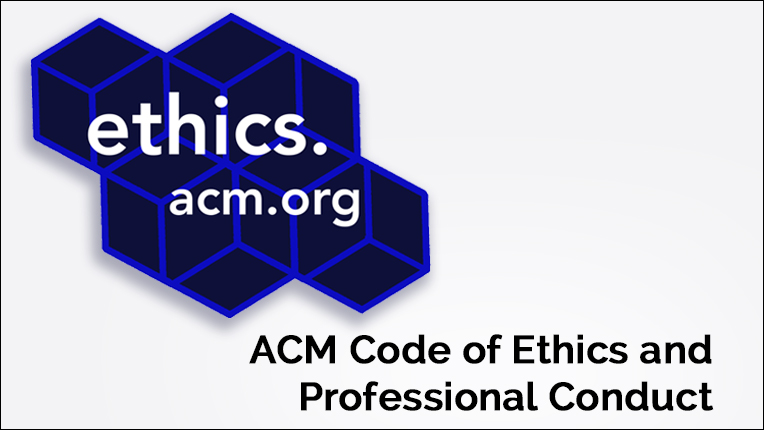 ethics.
acm.org
ACM Code of Ethics and
Professional Conduct